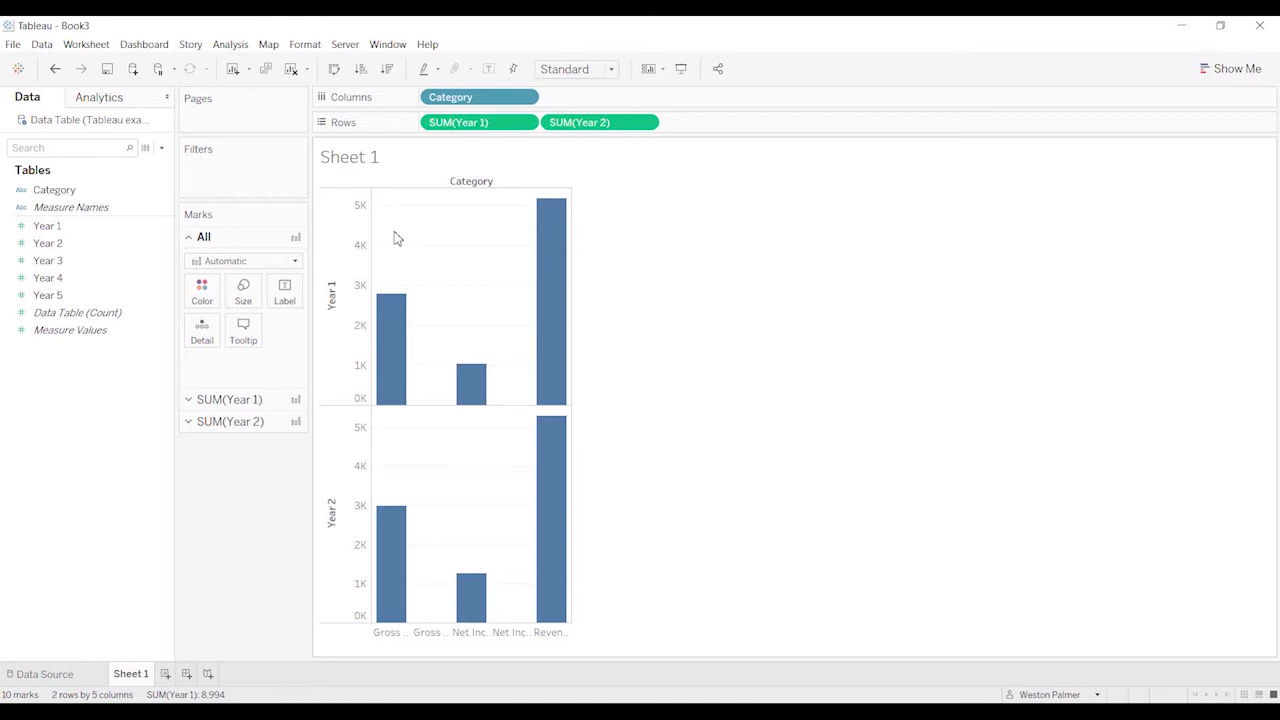 Tableau - Book3
File Data Worksheet Dashboard Story Analysis Map Format Server Window Help
Standard
Show Me
Data Analytics
Data Table (Tableau exa...
Search
Tables
Category
Measure Names
Year 1
Year 2
Year 3
Year 4
Year 5
Data Table (Count)
Measure Values
Pages
Filters
Marks
All
Automatic
Color Size Label
Detail Tooltip
SUM(Year 1)
SUM(Year 2)
Columns Category
Rows SUM(Year 1) SUM(Year 2)
Sheet 1
Category
Year 1
5K
4K
3K
2K
1K
0K
Year 2
5K
4K
3K
2K
1K
0K
Gross .. Gross .. Net Inc.. Net Inc.. Reven..
Data Source Sheet 1
10 marks 2 rows by 5 columns SUM(Year 1): 8,994 Weston Palmer